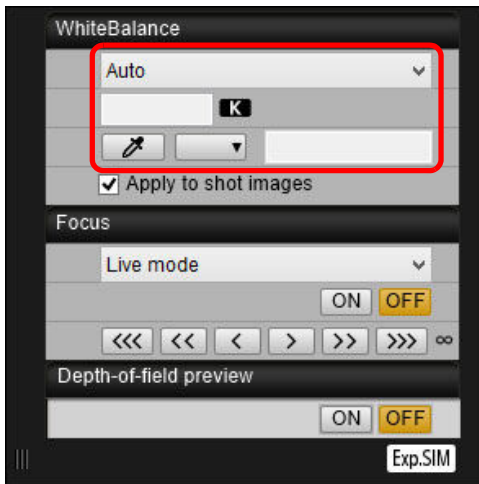 WhiteBalance
Auto
K
Apply to shot images
Focus
Live mode
ON OFF
<<< << < > >> >>> ∞
Depth-of-field preview
ON OFF
Exp.SIM